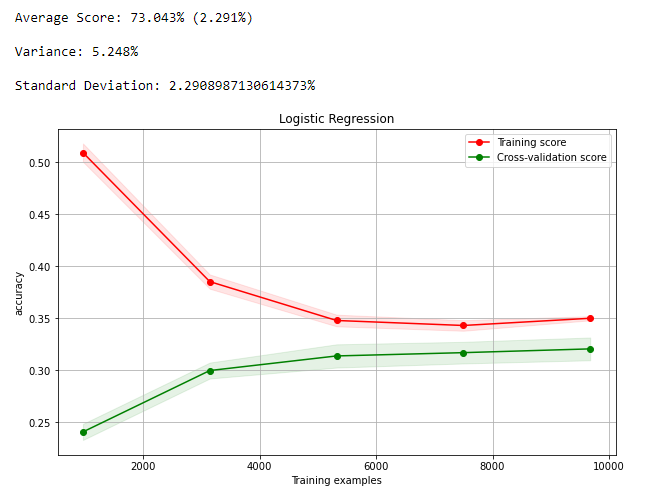 Average Score: 73.043% (2.291%)
Variance: 5.248%
Standard Deviation: 2.2908987130614373%
Logistic Regression
Training score
Cross-validation score
0.50
0.45
0.40
0.35
0.30
0.25
accuracy
2000
4000
6000
8000
10000
Training examples